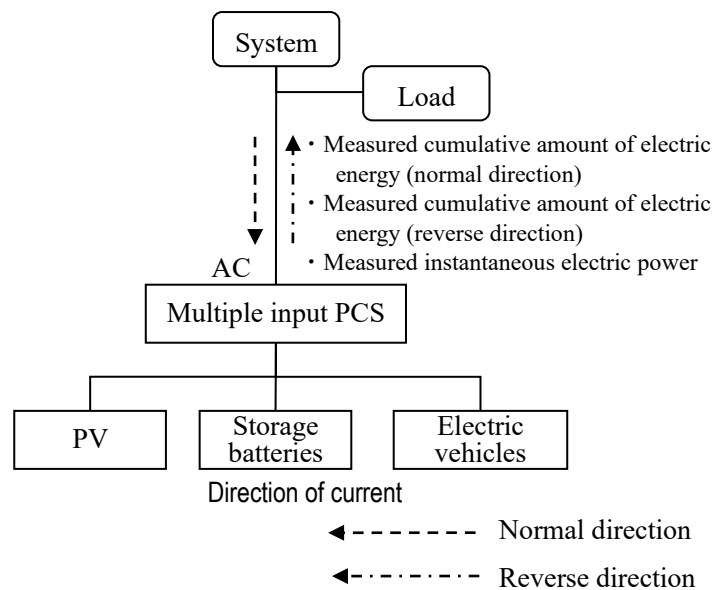 System
Load
・Measured cumulative amount of electric
energy (normal direction)
・Measured cumulative amount of electric
energy (reverse direction)
・Measured instantaneous electric power
AC
Multiple input PCS
PV
Storage
batteries
Electric
vehicles
Direction of current
Normal direction
Reverse direction